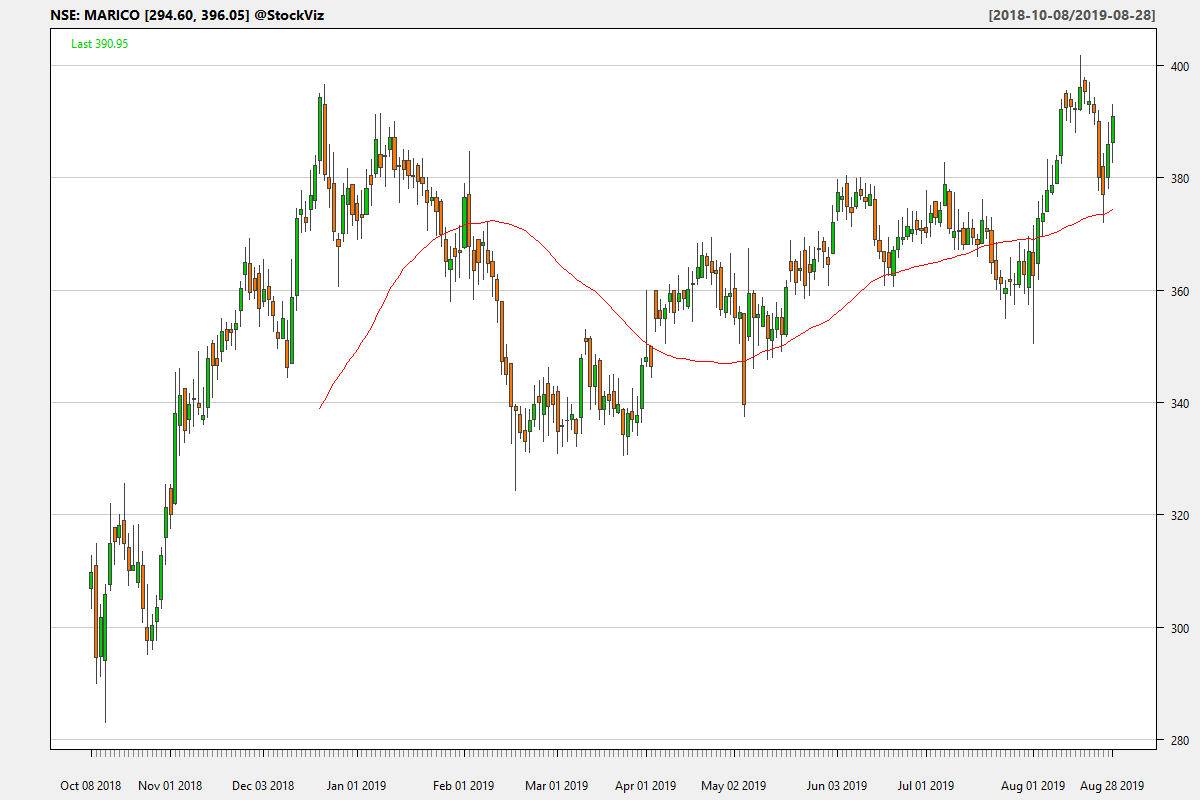 NSE: MARICO [294.60, 396.05] @StockViz [2018-10-08/2019-08-28]
Last 390.95
400
380
360
340
320
300
280
Oct 08 2018 Nov 01 2018 Dec 03 2018 Jan 01 2019 Feb 01 2019 Mar 01 2019 Apr 01 2019 May 02 2019 Jun 03 2019 Jul 01 2019 Aug 01 2019 Aug 28 2019